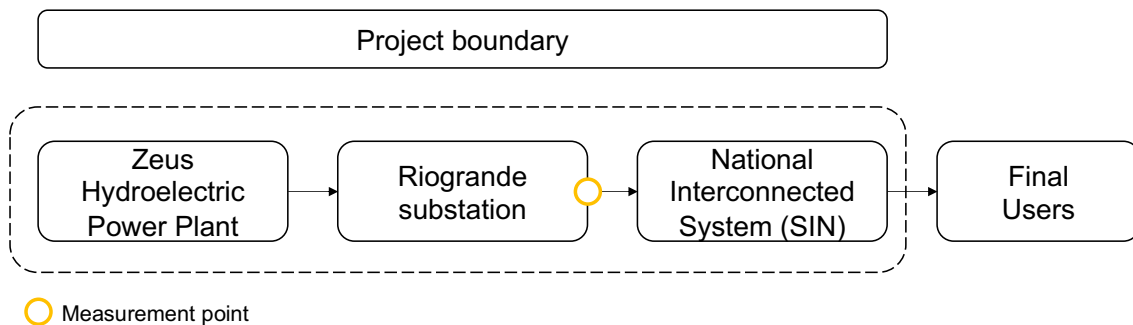 Project boundary
Zeus
Hydroelectric
Power Plant
Riogrande
substation
National
Interconnected
System (SIN)
Final
Users
Measurement point